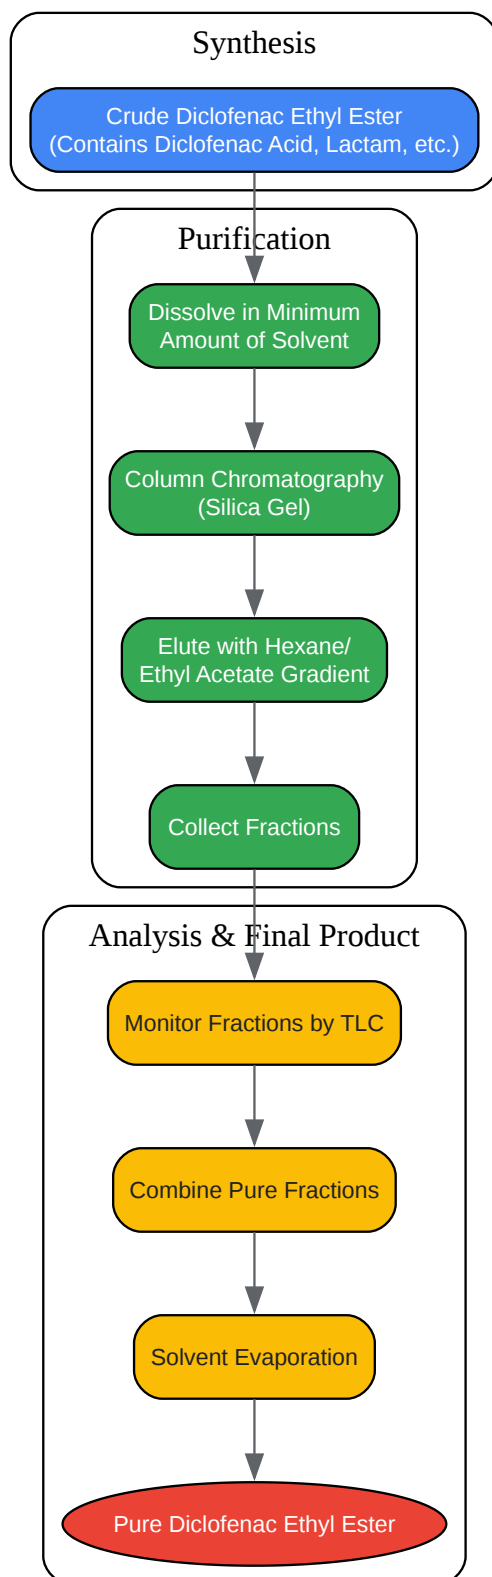 Synthesis
Crude Diclofenac Ethyl Ester
(Contains Diclofenac Acid, Lactam, etc.)
Purification
Dissolve in Minimum
Amount of Solvent
Column Chromatography
(Silica Gel)
Elute with Hexane/
Ethyl Acetate Gradient
Collect Fractions
Analysis & Final Product
Monitor Fractions by TLC
Combine Pure Fractions
Solvent Evaporation
Pure Diclofenac Ethyl Ester